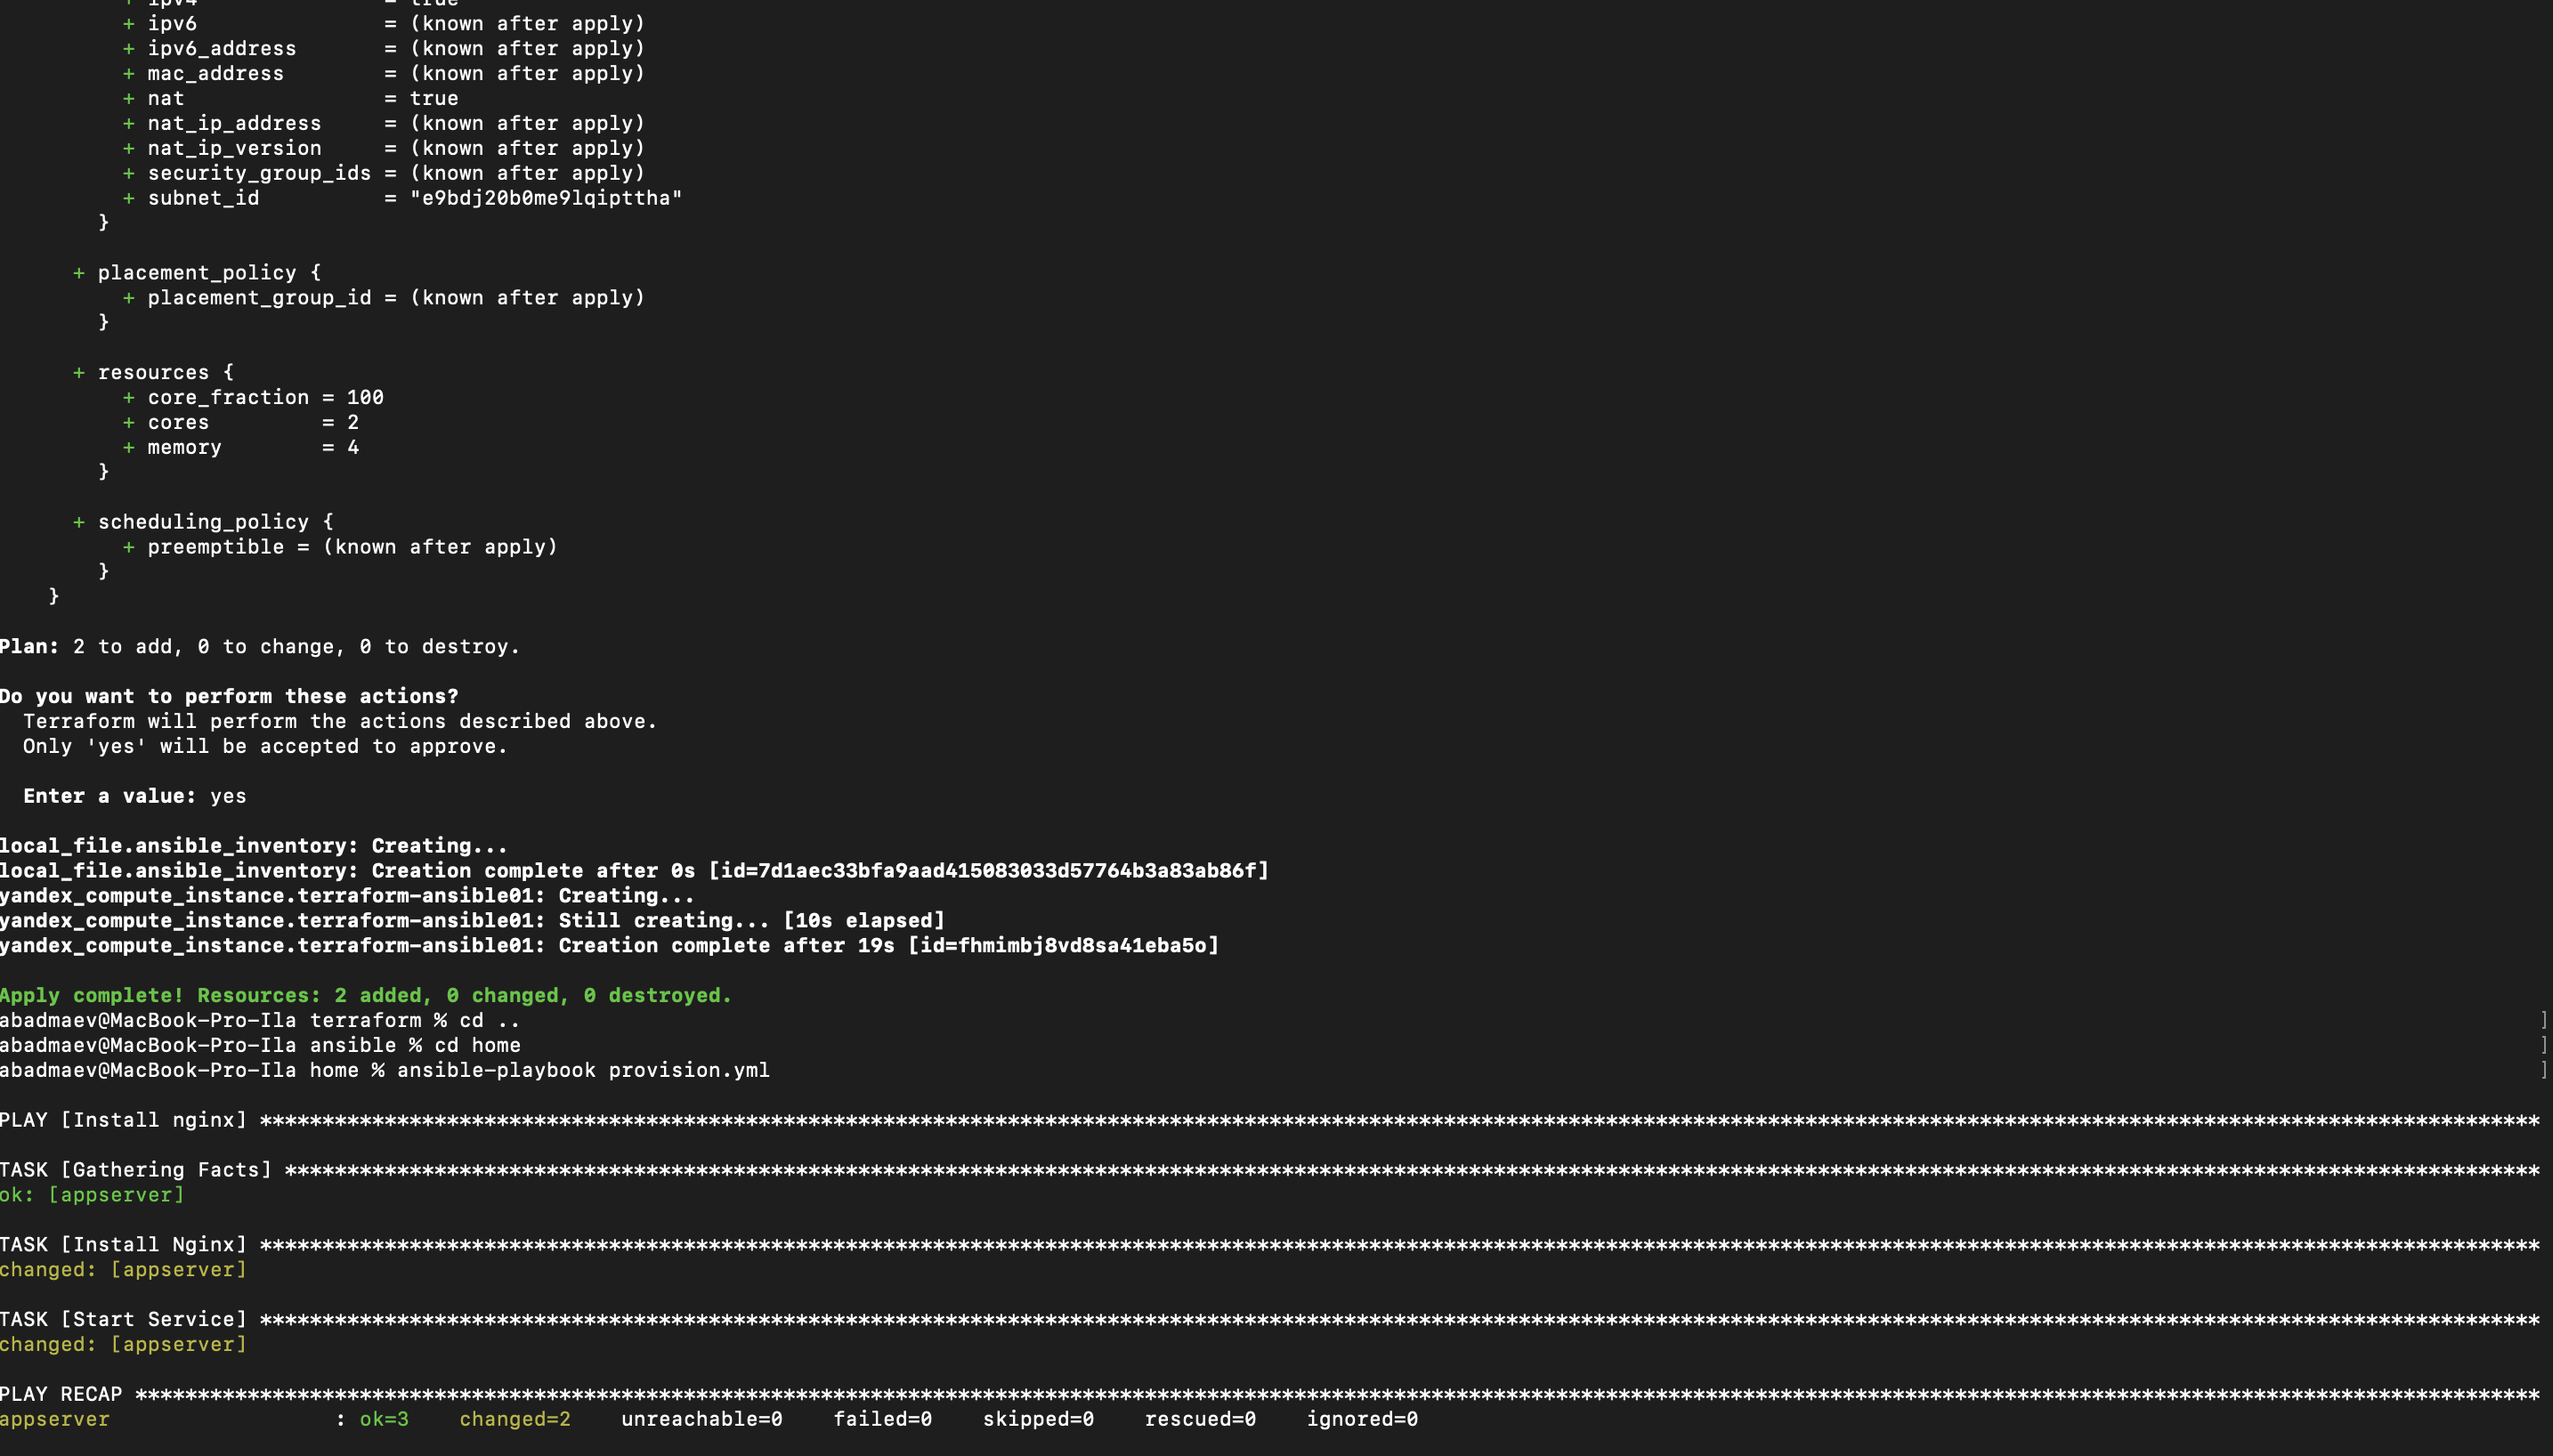 + ipv4 = true
+ ipv6 = (known after apply)
+ ipv6_address = (known after apply)
+ mac_address = (known after apply)
+ nat = true
+ nat_ip_address = (known after apply)
+ nat_ip_version = (known after apply)
+ security_group_ids = (known after apply)
+ subnet_id = "e9bdj20b0me9lqipttha"
}
+ placement_policy {
+ placement_group_id = (known after apply)
}
+ resources {
+ core_fraction = 100
+ cores = 2
+ memory = 4
}
+ scheduling_policy {
+ preemptible = (known after apply)
}
}
Plan: 2 to add, 0 to change, 0 to destroy.
Do you want to perform these actions?
Terraform will perform the actions described above.
Only 'yes' will be accepted to approve.
Enter a value: yes
local_file.ansible_inventory: Creating...
local_file.ansible_inventory: Creation complete after 0s [id=7d1aec33bfa9aad415083033d57764b3a83ab86f]
yandex_compute_instance.terraform-ansible01: Creating...
yandex_compute_instance.terraform-ansible01: Still creating... [10s elapsed]
yandex_compute_instance.terraform-ansible01: Creation complete after 19s [id=fhmimbj8vd8sa41eba5o]
Apply complete! Resources: 2 added, 0 changed, 0 destroyed.
abadmaev@MacBook-Pro-Ila terraform % cd .. ]
abadmaev@MacBook-Pro-Ila ansible % cd home ]
abadmaev@MacBook-Pro-Ila home % ansible-playbook provision.yml ]
PLAY [Install nginx] ****************************************************************************************************************************************************************************************
TASK [Gathering Facts] **************************************************************************************************************************************************************************************
ok: [appserver]
TASK [Install Nginx] ****************************************************************************************************************************************************************************************
changed: [appserver]
TASK [Start Service] ****************************************************************************************************************************************************************************************
changed: [appserver]
PLAY RECAP **************************************************************************************************************************************************************************************************
appserver : ok=3 changed=2 unreachable=0 failed=0 skipped=0 rescued=0 ignored=0